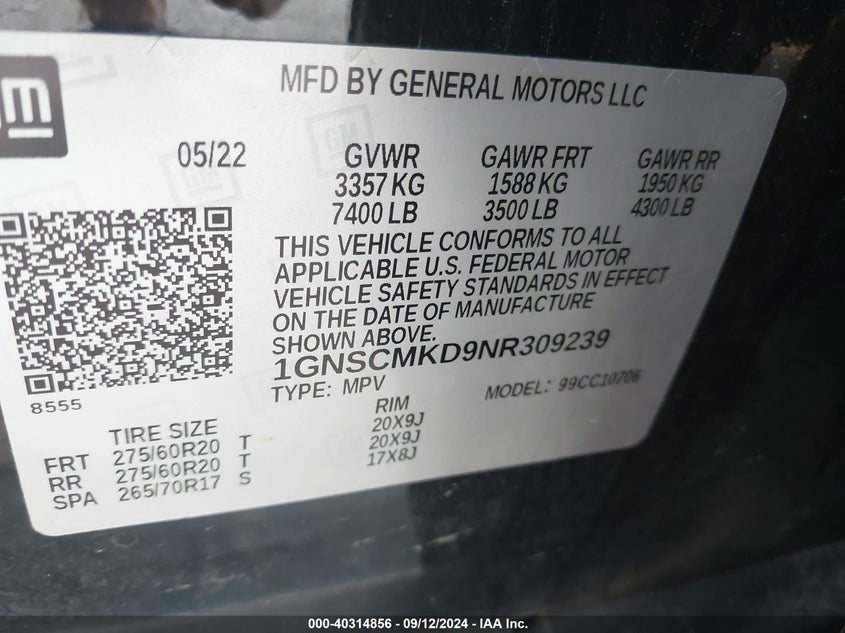 GM
MFD BY GENERAL MOTORS LLC
05/22 GVWR GAWR FRT GAWR RR
3357 KG 1588 KG 1950 KG
7400 LB 3500 LB 4300 LB
THIS VEHICLE CONFORMS TO ALL
APPLICABLE U.S. FEDERAL MOTOR
VEHICLE SAFETY STANDARDS IN EFFECT
ON THE DATE OF MANUFACTURE
SHOWN ABOVE.
1GNSCMKD9NR309239
TYPE: MPV MODEL: 99CC10706
8555
TIRE SIZE RIM
FRT 275/60R20 T 20X9J
RR 275/60R20 T 20X9J
SPA 265/70R17 S 17X8J
000-40314856 - 09/12/2024 - IAA Inc.